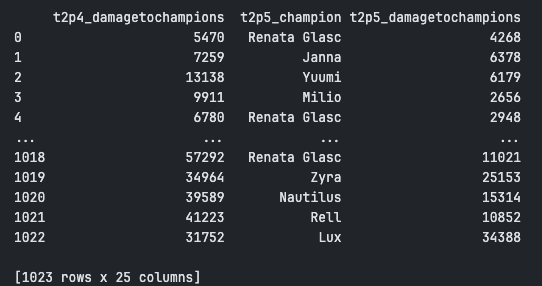 t2p4_damagetochampions t2p5_champion t2p5_damagetochampions
0 5470 Renata Glasc 4268
1 7259 Janna 6378
2 13138 Yuumi 6179
3 9911 Milio 2656
4 6780 Renata Glasc 2948
... ... ... ...
1018 57292 Renata Glasc 11021
1019 34964 Zyra 25153
1020 39589 Nautilus 15314
1021 41223 Rell 10852
1022 31752 Lux 34388
[1023 rows x 25 columns]